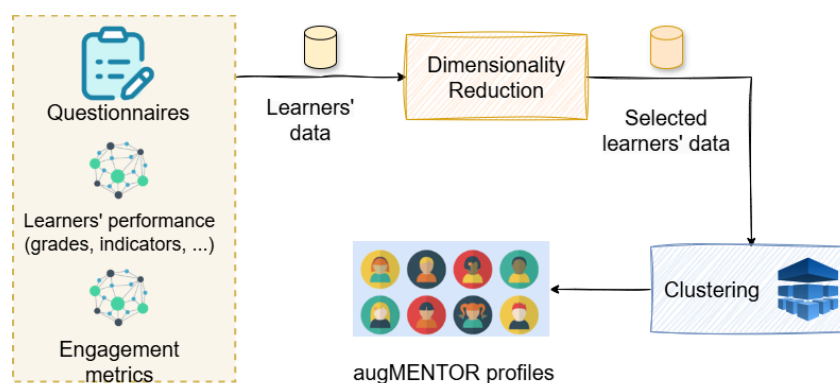 Questionnaires
Learners' performance
(grades, indicators, ...)
Engagement
metrics
Learners'
data
Dimensionality
Reduction
Selected
learners' data
Clustering
augMENTOR profiles